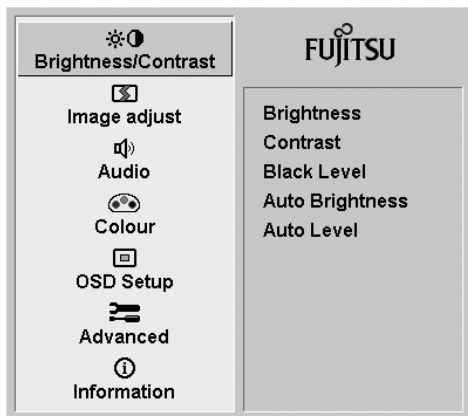 Brightness/Contrast
Image adjust
Audio
Colour
OSD Setup
Advanced
Information
FUJITSU
Brightness
Contrast
Black Level
Auto Brightness
Auto Level